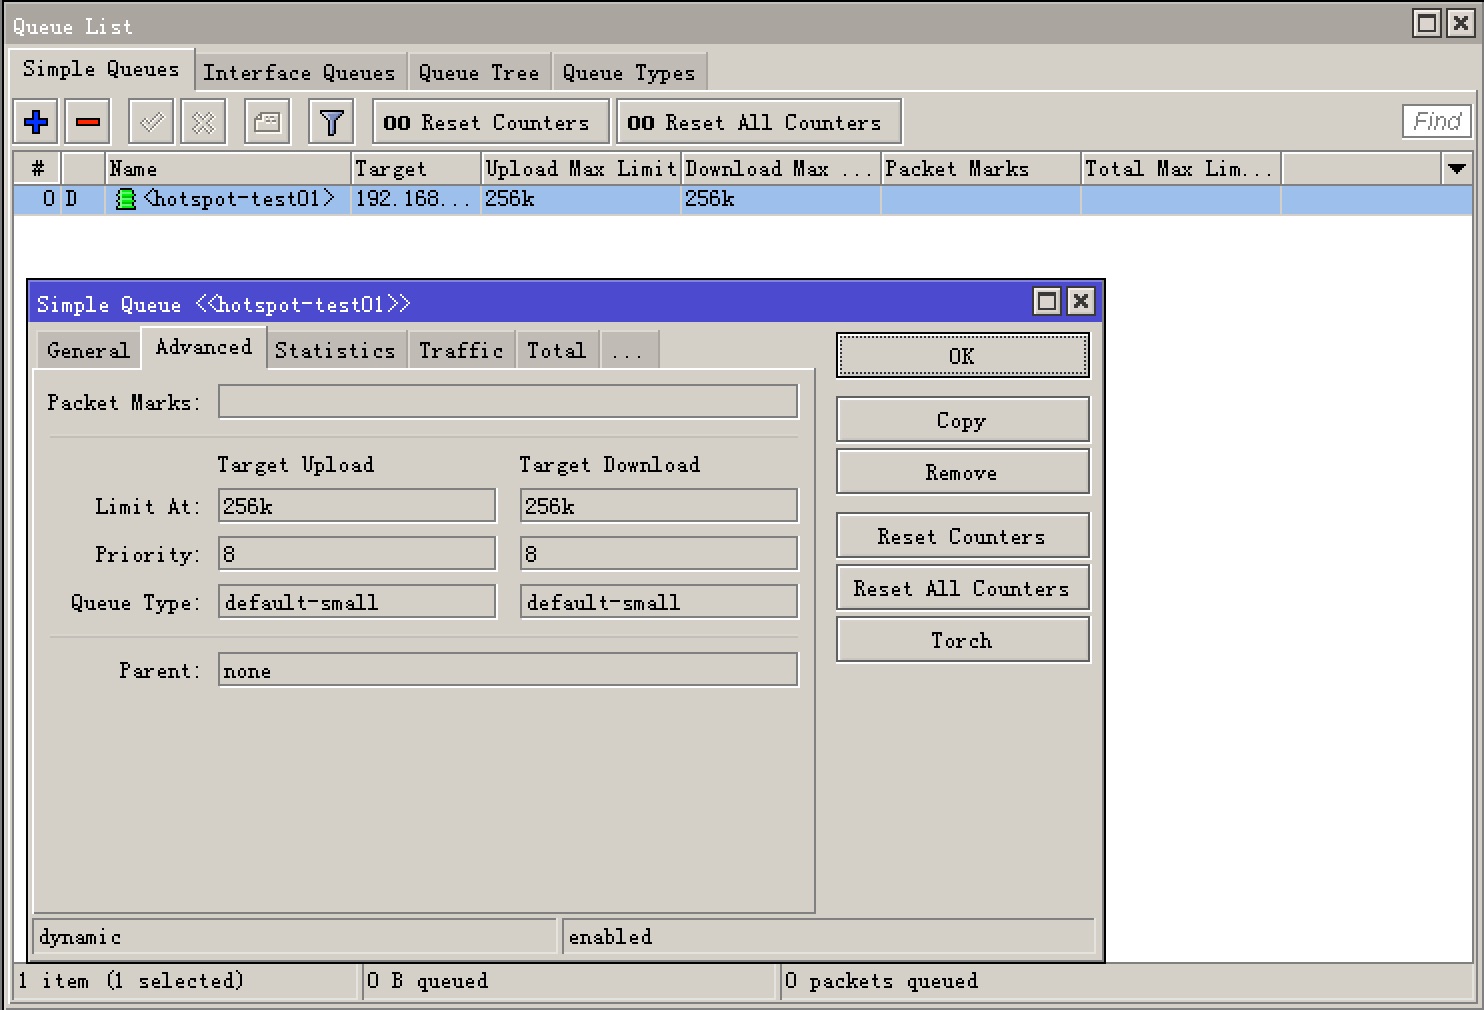 Queue List
Simple Queues Interface Queues Queue Tree Queue Types
00 Reset Counters 00 Reset All Counters Find
# Name Target Upload Max Limit Download Max ... Packet Marks Total Max Lim...
0 D <hotspot-test01> 192.168... 256k 256k
Simple Queue <<hotspot-test01>>
General Advanced Statistics Traffic Total ...
OK
Packet Marks:
Copy
Target Upload Target Download
Remove
Limit At: 256k 256k
Reset Counters
Priority: 8 8
Reset All Counters
Queue Type: default-small default-small
Torch
Parent: none
dynamic enabled
1 item (1 selected) 0 B queued 0 packets queued